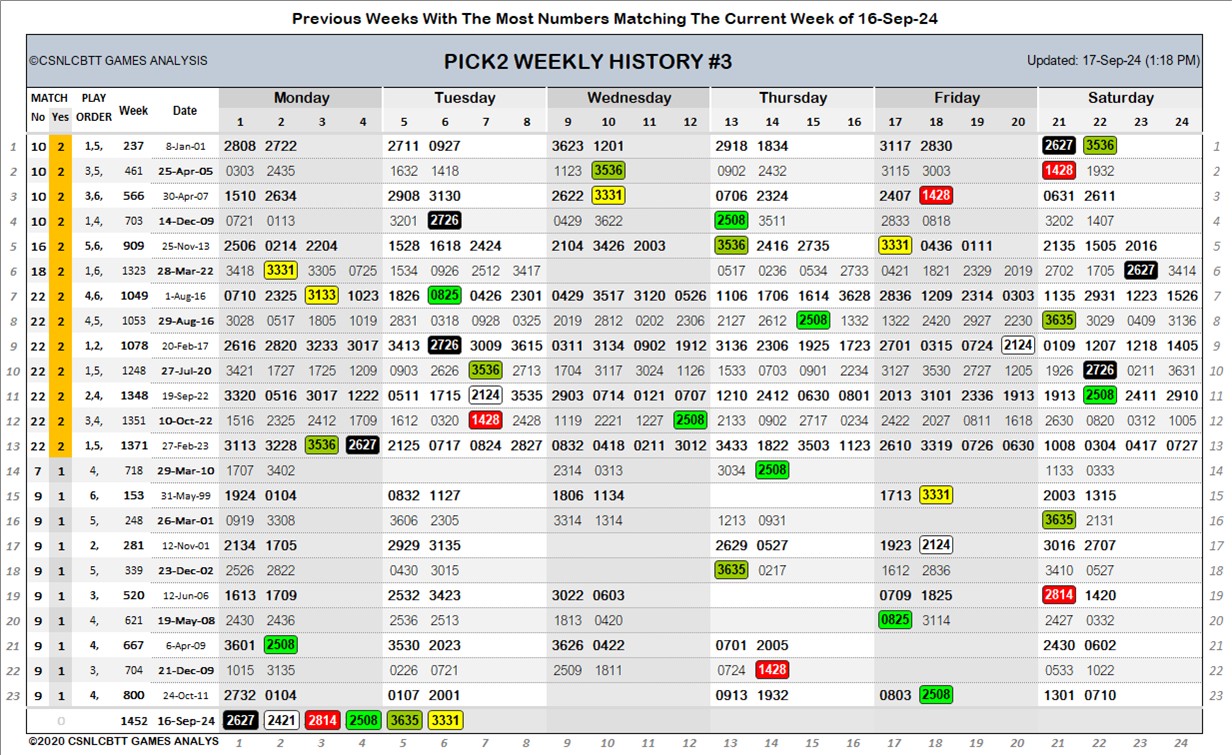 Previous Weeks With The Most Numbers Matching The Current Week of 16-Sep-24
©CSNLCBTT GAMES ANALYSIS PICK2 WEEKLY HISTORY #3 Updated: 17-Sep-24 (1:18 PM)
MATCH PLAY Week Date Monday Tuesday Wednesday Thursday Friday Saturday
No Yes ORDER 1 2 3 4 5 6 7 8 9 10 11 12 13 14 15 16 17 18 19 20 21 22 23 24
1 10 2 1,5, 237 8-Jan-01 2808 2722 2711 0927 3623 1201 2918 1834 3117 2830 2627 3536 1
2 10 2 3,5, 461 25-Apr-05 0303 2435 1632 1418 1123 3536 0902 2432 3115 3003 1428 1932 2
3 10 2 3,6, 566 30-Apr-07 1510 2634 2908 3130 2622 3331 0706 2324 2407 1428 0631 2611 3
4 10 2 1,4, 703 14-Dec-09 0721 0113 3201 2726 0429 3622 2508 3511 2833 0818 3202 1407 4
5 16 2 5,6, 909 25-Nov-13 2506 0214 2204 1528 1618 2424 2104 3426 2003 3536 2416 2735 3331 0436 0111 2135 1505 2016 5
6 18 2 1,6, 1323 28-Mar-22 3418 3331 3305 0725 1534 0926 2512 3417 0517 0236 0534 2733 0421 1821 2329 2019 2702 1705 2627 3414 6
7 22 2 4,6, 1049 1-Aug-16 0710 2325 3133 1023 1826 0825 0426 2301 0429 3517 3120 0526 1106 1706 1614 3628 2836 1209 2314 0303 1135 2931 1223 1526 7
8 22 2 4,5, 1053 29-Aug-16 3028 0517 1805 1019 2831 0318 0928 0325 2019 2812 0202 2306 2127 2612 2508 1332 1322 2420 2927 2230 3635 3029 0409 3136 8
9 22 2 1,2, 1078 20-Feb-17 2616 2820 3233 3017 3413 2726 3009 3615 0311 3134 0902 1912 3136 2306 1925 1723 2701 0315 0724 2124 0109 1207 1218 1405 9
10 22 2 1,5, 1248 27-Jul-20 3421 1727 1725 1209 0903 2626 3536 2713 1704 3117 3024 1126 1533 0703 0901 2234 3127 3530 2727 1205 1926 2726 0211 3631 10
11 22 2 2,4, 1348 19-Sep-22 3320 0516 3017 1222 0511 1715 2124 3535 2903 0714 0121 0707 1210 2412 0630 0801 2013 3101 2336 1913 1913 2508 2411 2910 11
12 22 2 3,4, 1351 10-Oct-22 1516 2325 2412 1709 1612 0320 1428 2428 1119 2221 1227 2508 2133 0902 2717 0234 2422 2027 0811 1618 2630 0820 0312 1005 12
13 22 2 1,5, 1371 27-Feb-23 3113 3228 3536 2627 2125 0717 0824 2827 0832 0418 0211 3012 3433 1822 3503 1123 2610 3319 0726 0630 1008 0304 0417 0727 13
14 7 1 4, 718 29-Mar-10 1707 3402 2314 0313 3034 2508 1133 0333 14
15 9 1 6, 153 31-May-99 1924 0104 0832 1127 1806 1134 1713 3331 2003 1315 15
16 9 1 5, 248 26-Mar-01 0919 3308 3606 2305 3314 1314 1213 0931 3635 2131 16
17 9 1 2, 281 12-Nov-01 2134 1705 2929 3135 2629 0527 1923 2124 3016 2707 17
18 9 1 5, 339 23-Dec-02 2526 2822 0430 3015 3635 0217 1612 2836 3410 0527 18
19 9 1 3, 520 12-Jun-06 1613 1709 2532 3423 3022 0603 0709 1825 2814 1420 19
20 9 1 4, 621 19-May-08 2430 2436 2536 2513 1813 0420 0825 3114 2427 0332 20
21 9 1 4, 667 6-Apr-09 3601 2508 3530 2023 3626 0422 0701 2005 2430 0602 21
22 9 1 3, 704 21-Dec-09 1015 3135 0226 0721 2509 1811 0724 1428 0533 1022 22
23 9 1 4, 800 24-Oct-11 2732 0104 0107 2001 0913 1932 0803 2508 1301 0710 23
0 1452 16-Sep-24 2627 2421 2814 2508 3635 3331
©2020 CSNLCBTT GAMES ANALYS 1 2 3 4 5 6 7 8 9 10 11 12 13 14 15 16 17 18 19 20 21 22 23 24